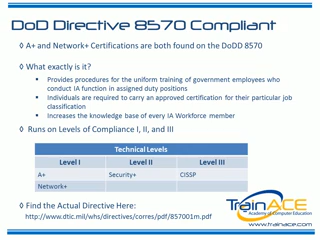 DoD Directive 8570 Compliant
◊ A+ and Network+ Certifications are both found on the DoDD 8570
◊ What exactly is it?
▪ Provides procedures for the uniform training of government employees who
conduct IA function in assigned duty positions
▪ Individuals are required to carry an approved certification for their particular job
classification
▪ Increases the knowledge base of every IA Workforce member
◊ Runs on Levels of Compliance I, II, and III
Technical Levels
Level I Level II Level III
A+ Security+ CISSP
Network+
◊ Find the Actual Directive Here:
http://www.dtic.mil/whs/directives/corres/pdf/857001m.pdf
TrainACE
Academy of Computer Education
www.trainace.com